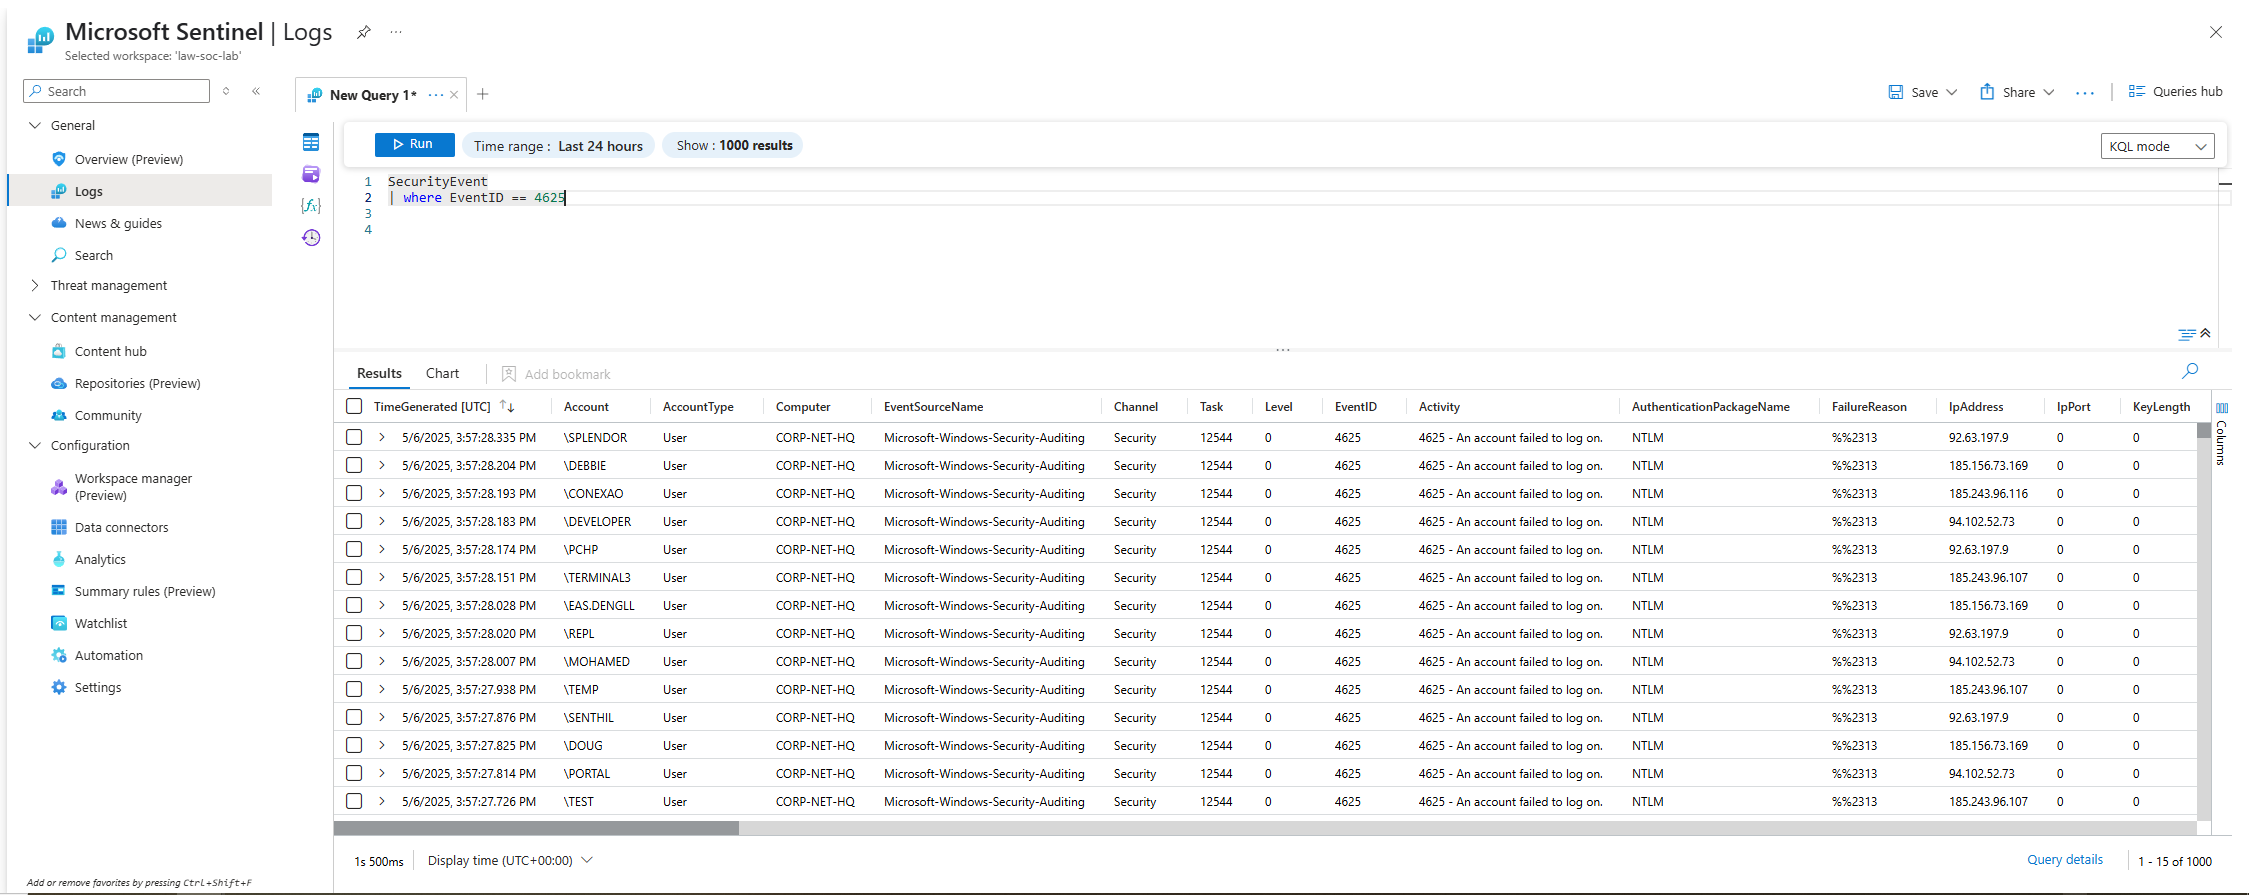 Microsoft Sentinel | Logs ...
Selected workspace: 'law-soc-lab'
Search
General
Overview (Preview)
Logs
News & guides
Search
Threat management
Content management
Content hub
Repositories (Preview)
Community
Configuration
Workspace manager
(Preview)
Data connectors
Analytics
Summary rules (Preview)
Watchlist
Automation
Settings
Add or remove favorites by pressing Ctrl+Shift+F
New Query 1* ...
Save Share ... | Queries hub
Run Time range : Last 24 hours Show : 1000 results KQL mode
1 SecurityEvent
2 | where EventID == 4625
3
4
Results Chart Add bookmark
TimeGenerated [UTC] Account AccountType Computer EventSourceName Channel Task Level EventID Activity AuthenticationPackageName FailureReason IpAddress IpPort KeyLength
5/6/2025, 3:57:28.335 PM \SPLENDOR User CORP-NET-HQ Microsoft-Windows-Security-Auditing Security 12544 0 4625 4625 - An account failed to log on. NTLM %%2313 92.63.197.9 0 0
5/6/2025, 3:57:28.204 PM \DEBBIE User CORP-NET-HQ Microsoft-Windows-Security-Auditing Security 12544 0 4625 4625 - An account failed to log on. NTLM %%2313 185.156.73.169 0 0
5/6/2025, 3:57:28.193 PM \CONEXAO User CORP-NET-HQ Microsoft-Windows-Security-Auditing Security 12544 0 4625 4625 - An account failed to log on. NTLM %%2313 185.243.96.116 0 0
5/6/2025, 3:57:28.183 PM \DEVELOPER User CORP-NET-HQ Microsoft-Windows-Security-Auditing Security 12544 0 4625 4625 - An account failed to log on. NTLM %%2313 94.102.52.73 0 0
5/6/2025, 3:57:28.174 PM \PCHP User CORP-NET-HQ Microsoft-Windows-Security-Auditing Security 12544 0 4625 4625 - An account failed to log on. NTLM %%2313 92.63.197.9 0 0
5/6/2025, 3:57:28.151 PM \TERMINAL3 User CORP-NET-HQ Microsoft-Windows-Security-Auditing Security 12544 0 4625 4625 - An account failed to log on. NTLM %%2313 185.243.96.107 0 0
5/6/2025, 3:57:28.028 PM \EAS.DENGLL User CORP-NET-HQ Microsoft-Windows-Security-Auditing Security 12544 0 4625 4625 - An account failed to log on. NTLM %%2313 185.156.73.169 0 0
5/6/2025, 3:57:28.020 PM \REPL User CORP-NET-HQ Microsoft-Windows-Security-Auditing Security 12544 0 4625 4625 - An account failed to log on. NTLM %%2313 92.63.197.9 0 0
5/6/2025, 3:57:28.007 PM \MOHAMED User CORP-NET-HQ Microsoft-Windows-Security-Auditing Security 12544 0 4625 4625 - An account failed to log on. NTLM %%2313 94.102.52.73 0 0
5/6/2025, 3:57:27.938 PM \TEMP User CORP-NET-HQ Microsoft-Windows-Security-Auditing Security 12544 0 4625 4625 - An account failed to log on. NTLM %%2313 185.243.96.107 0 0
5/6/2025, 3:57:27.876 PM \SENTHIL User CORP-NET-HQ Microsoft-Windows-Security-Auditing Security 12544 0 4625 4625 - An account failed to log on. NTLM %%2313 92.63.197.9 0 0
5/6/2025, 3:57:27.825 PM \DOUG User CORP-NET-HQ Microsoft-Windows-Security-Auditing Security 12544 0 4625 4625 - An account failed to log on. NTLM %%2313 185.156.73.169 0 0
5/6/2025, 3:57:27.814 PM \PORTAL User CORP-NET-HQ Microsoft-Windows-Security-Auditing Security 12544 0 4625 4625 - An account failed to log on. NTLM %%2313 94.102.52.73 0 0
5/6/2025, 3:57:27.726 PM \TEST User CORP-NET-HQ Microsoft-Windows-Security-Auditing Security 12544 0 4625 4625 - An account failed to log on. NTLM %%2313 185.243.96.107 0 0
Columns
1s 500ms Display time (UTC+00:00) Query details 1 - 15 of 1000